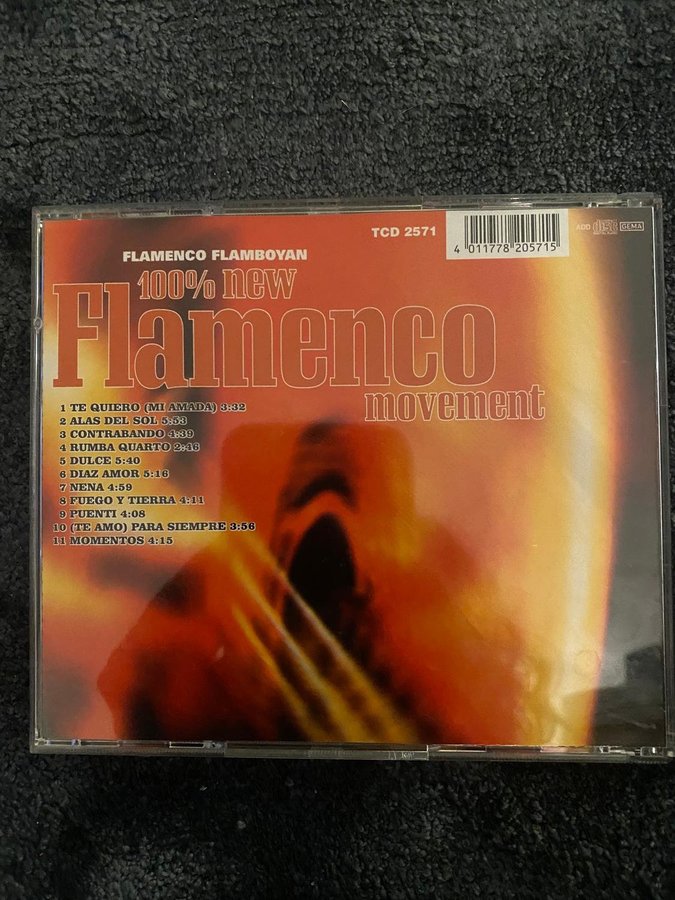 TCD 2571
4 011778 205715
ADD
GEMA
FLAMENCO FLAMBOYAN
100% new
Flamenco
movement
1 TE QUIERO (MI AMADA) 3:32
2 ALAS DEL SOL 5:53
3 CONTRABANDO 4:39
4 RUMBA QUARTO 2:46
5 DULCE 5:40
6 DIAZ AMOR 5:16
7 NENA 4:59
8 FUEGO Y TIERRA 4:11
9 PUENTI 4:08
10 (TE AMO) PARA SIEMPRE 3:56
11 MOMENTOS 4:15